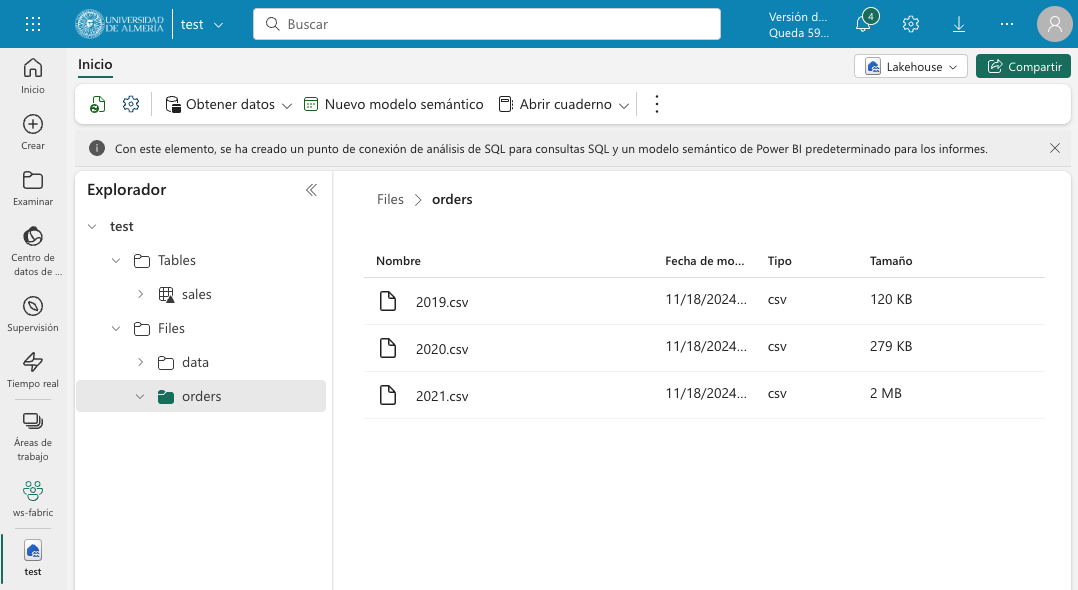 UNIVERSIDAD
DE ALMERÍA
test
Buscar
Versión d...
Queda 59...
4
Inicio
Crear
Examinar
Centro de
datos de ...
Supervisión
Tiempo real
Áreas de
trabajo
ws-fabric
test
Inicio
Lakehouse
Compartir
Obtener datos
Nuevo modelo semántico
Abrir cuaderno
Con este elemento, se ha creado un punto de conexión de análisis de SQL para consultas SQL y un modelo semántico de Power BI predeterminado para los informes.
Explorador
test
Tables
sales
Files
data
orders
Files > orders
Nombre Fecha de mo... Tipo Tamaño
2019.csv 11/18/2024... csv 120 KB
2020.csv 11/18/2024... csv 279 KB
2021.csv 11/18/2024... csv 2 MB